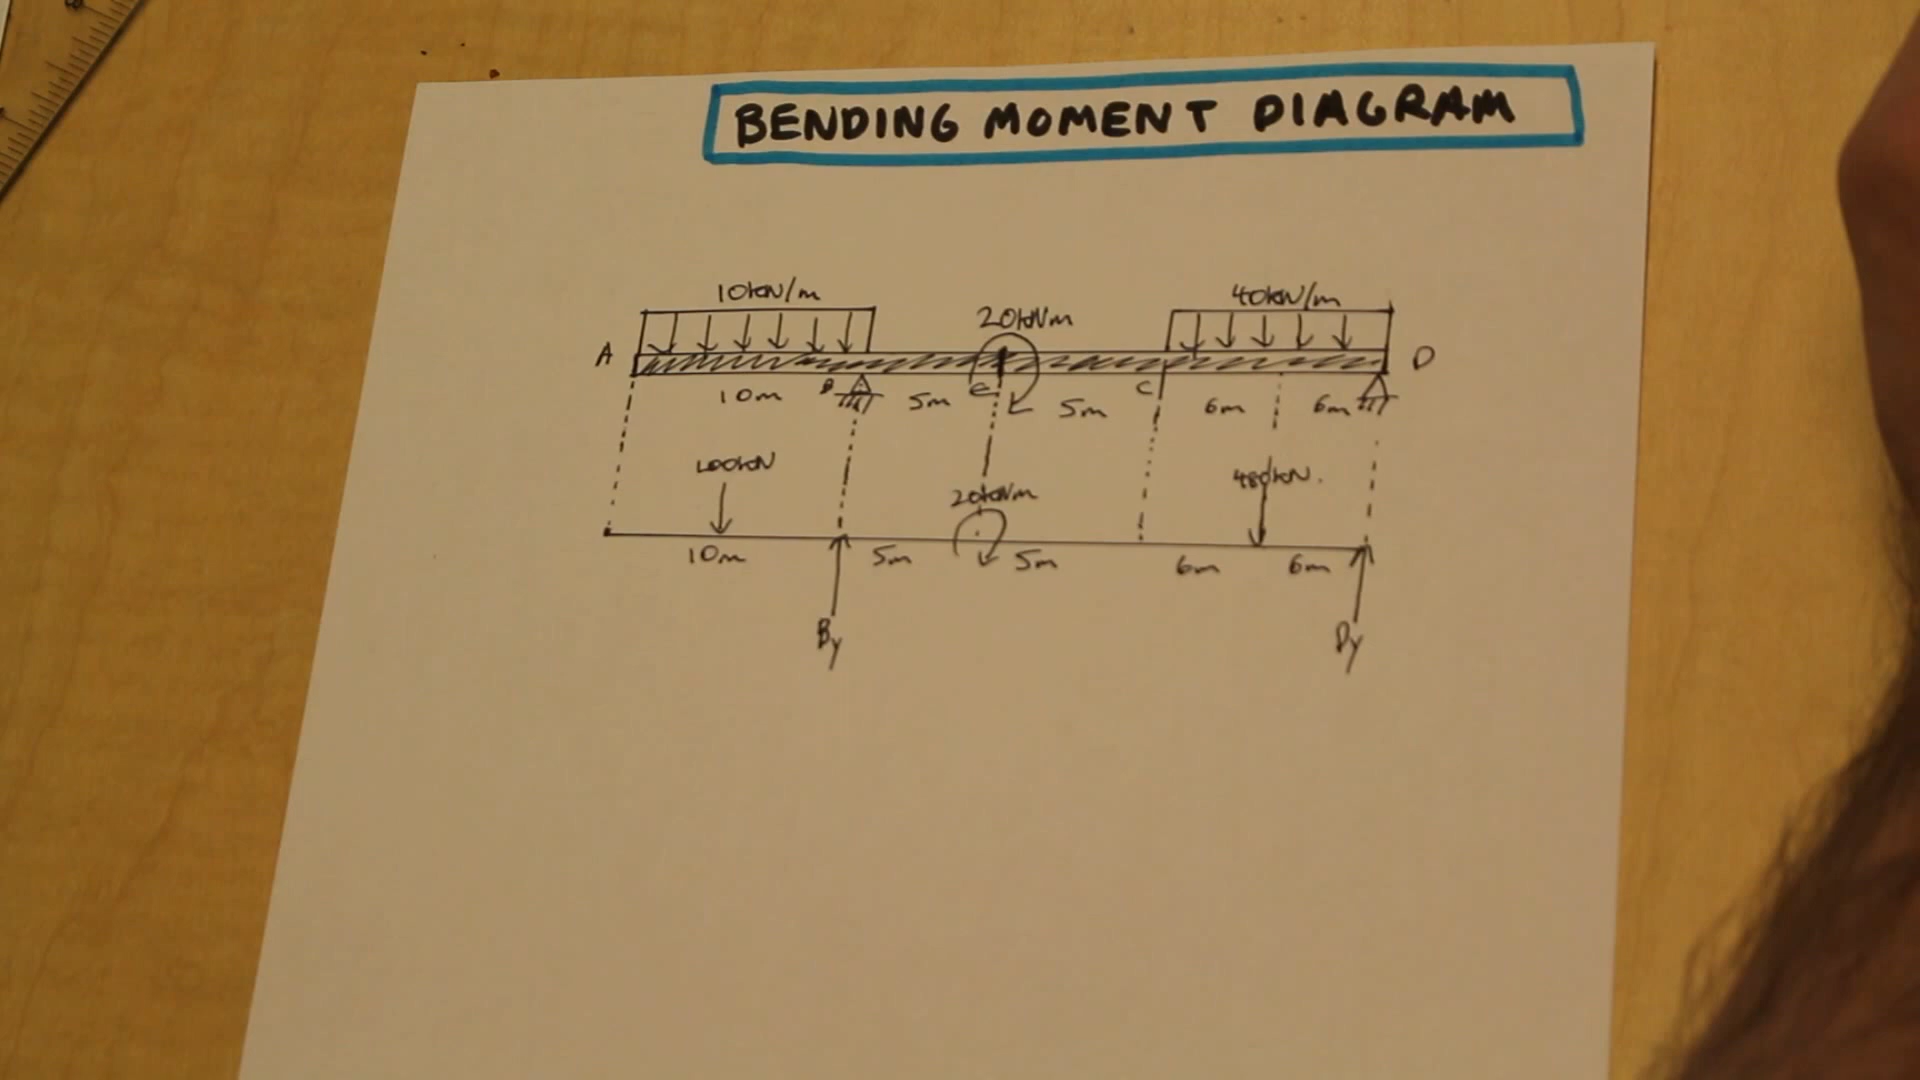 BENDING MOMENT DIAGRAM
10kN/m
20kNm
40kN/m
A
D
10m
B
5m
5m
C
6m
6m
100kN
20kNm
480kN.
10m
5m
5m
6m
6m
By
Dy